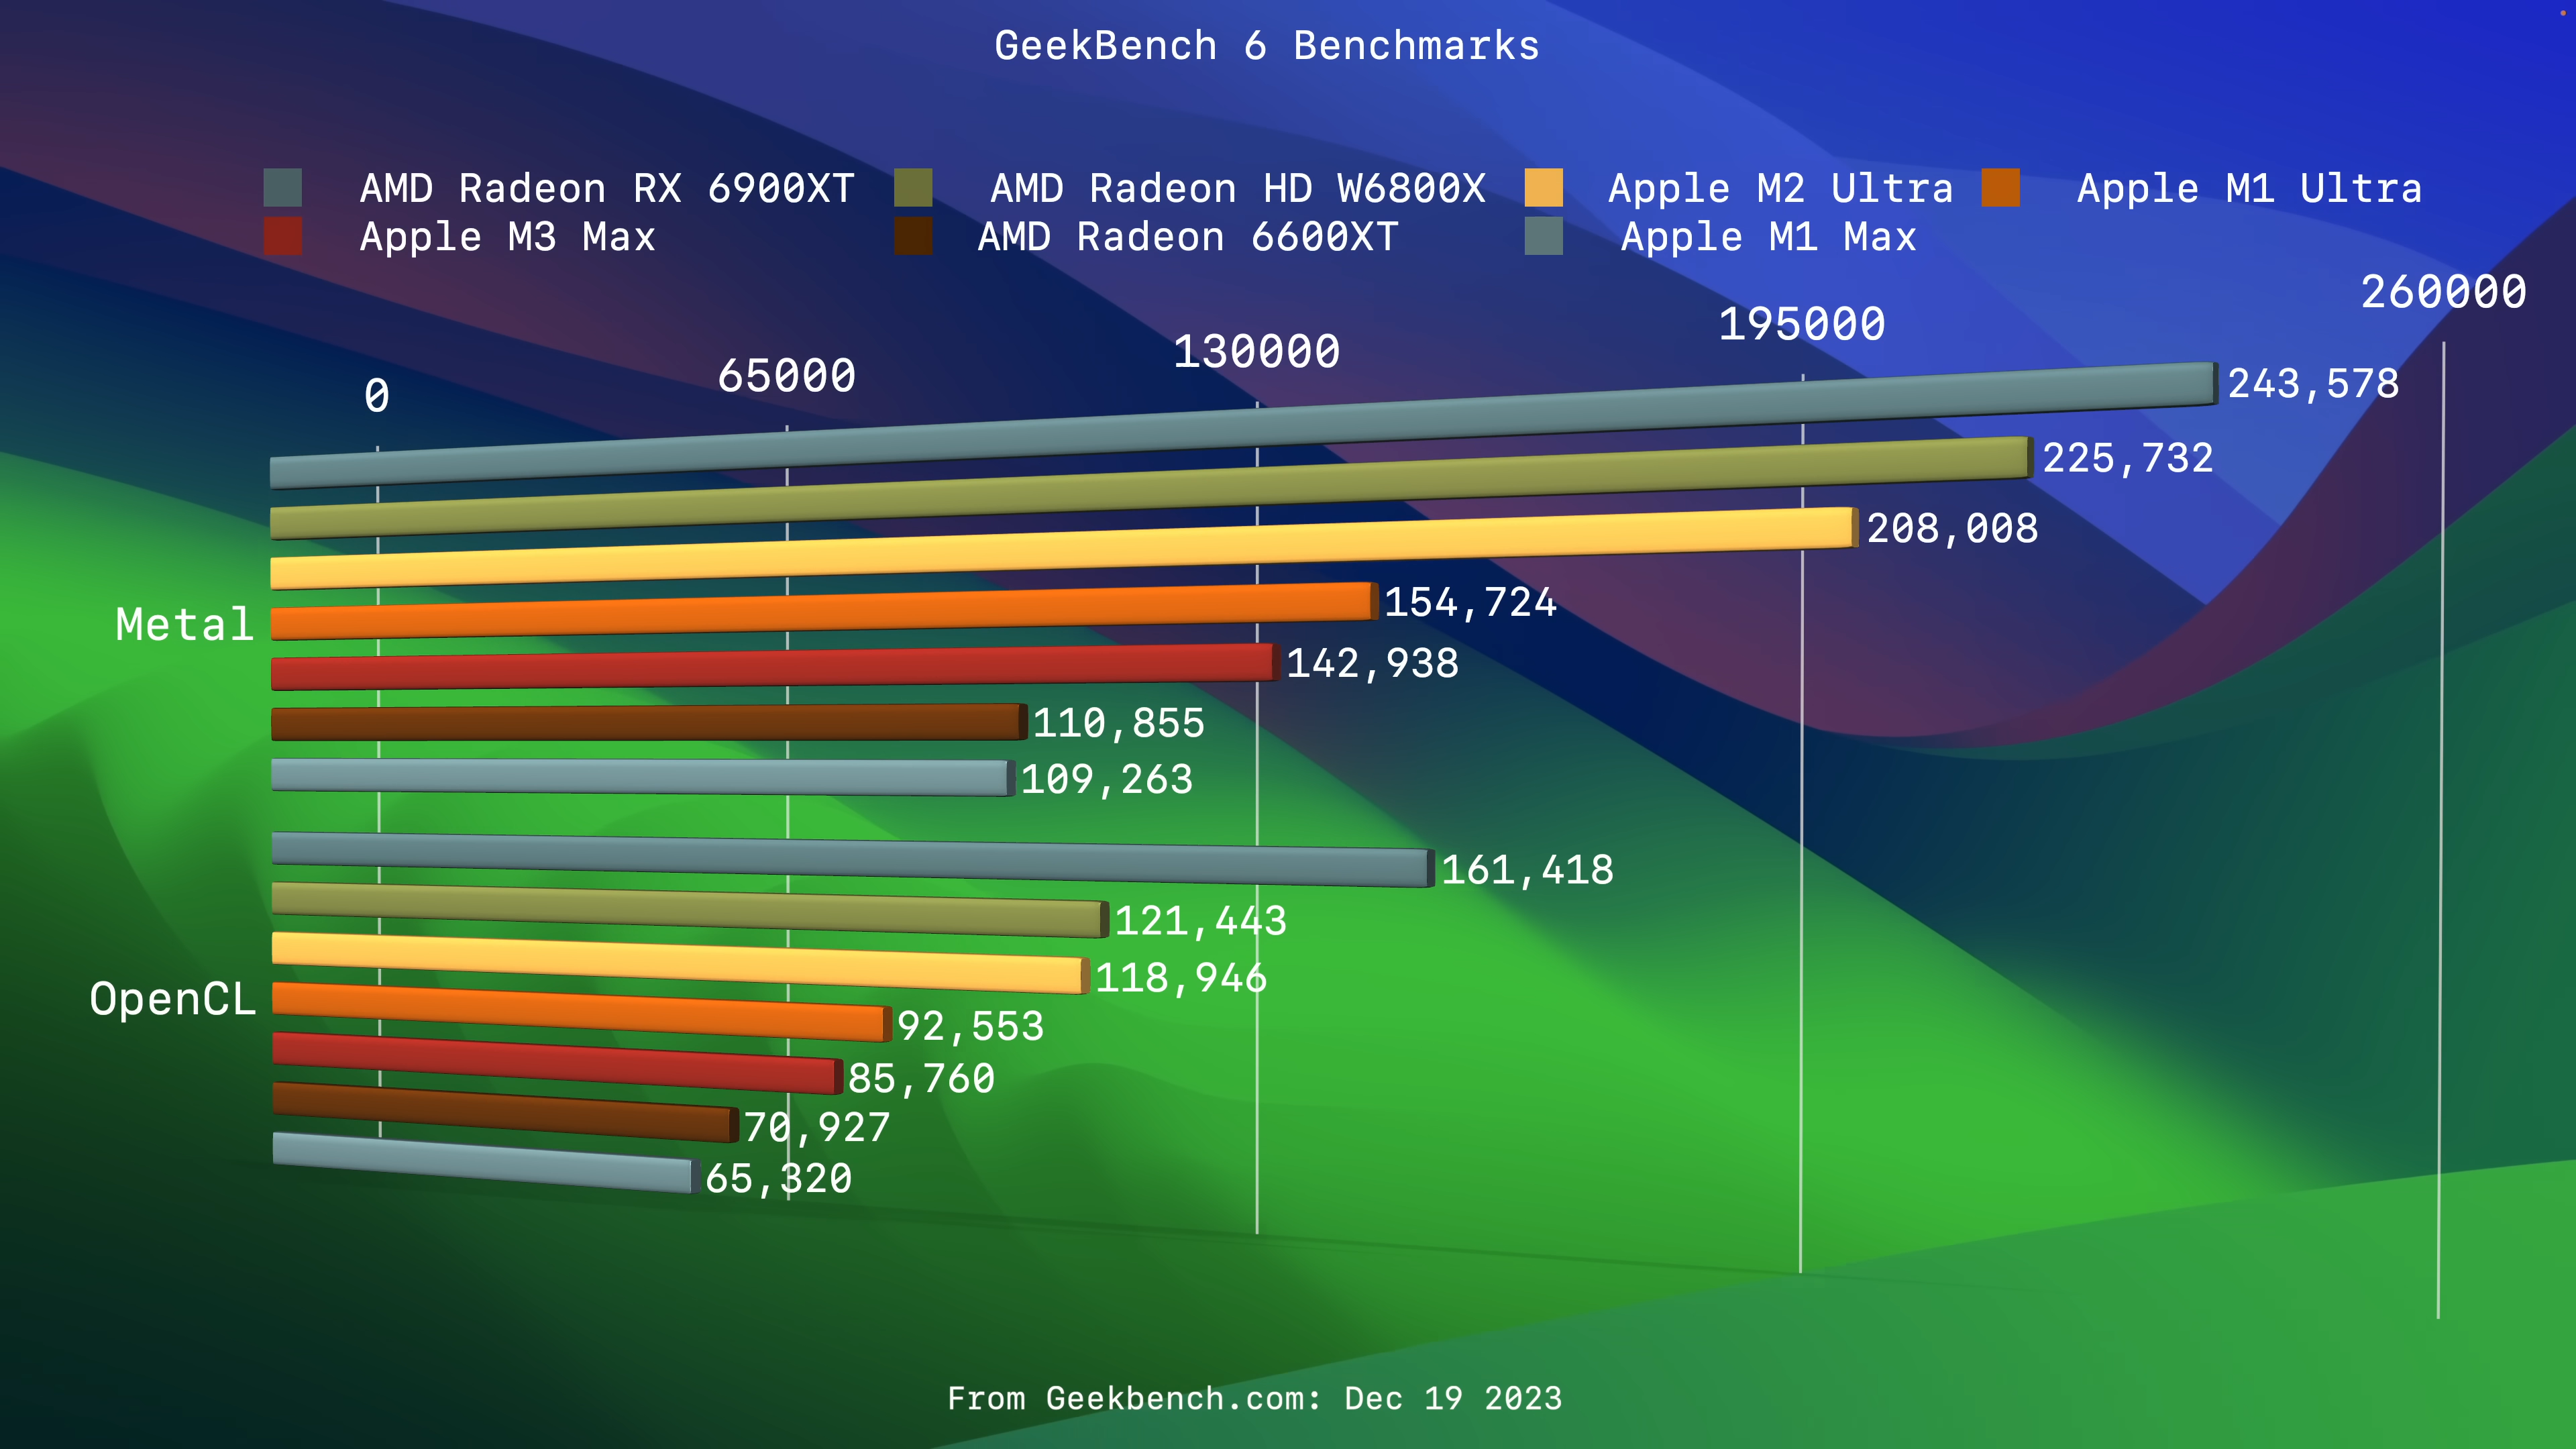 GeekBench 6 Benchmarks
AMD Radeon RX 6900XT AMD Radeon HD W6800X Apple M2 Ultra Apple M1 Ultra
Apple M3 Max AMD Radeon 6600XT Apple M1 Max
0 65000 130000 195000 260000
Metal
243,578
225,732
208,008
154,724
142,938
110,855
109,263
OpenCL
161,418
121,443
118,946
92,553
85,760
70,927
65,320
From Geekbench.com: Dec 19 2023